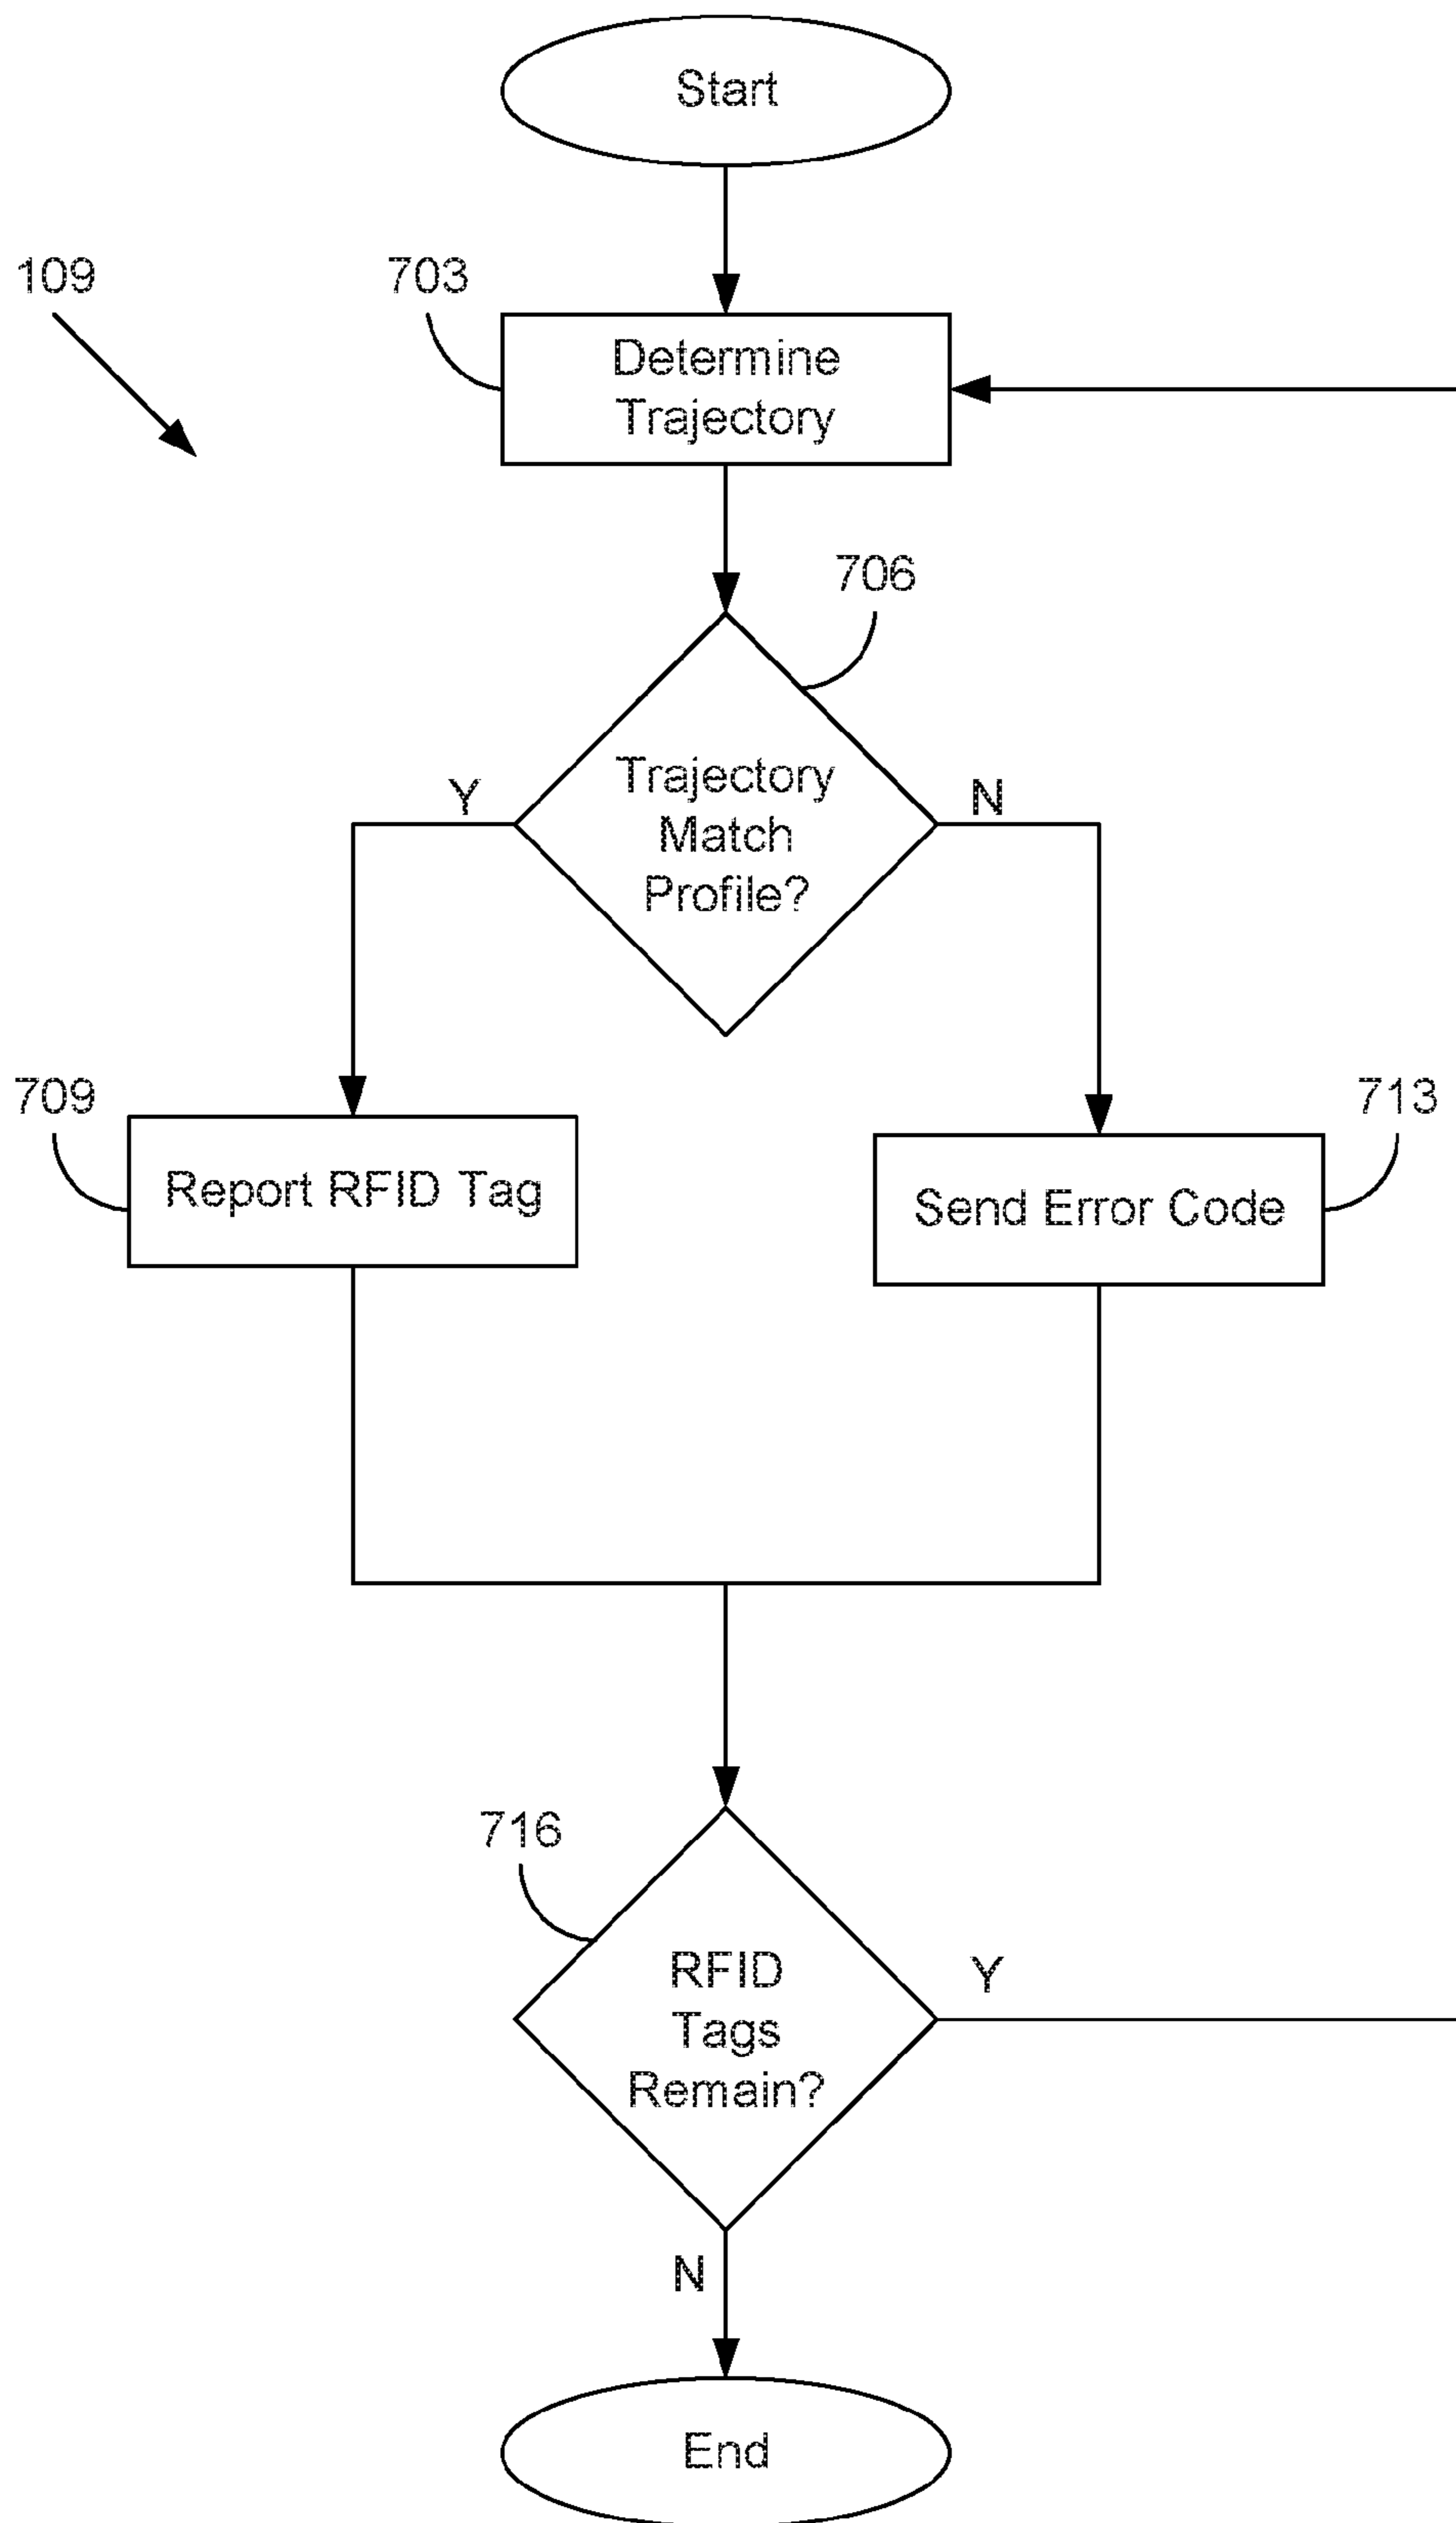 Start
109
703
Determine
Trajectory
706
Y
Trajectory
Match
Profile?
N
709
Report RFID Tag
713
Send Error Code
716
RFID
Tags
Remain?
Y
N
End